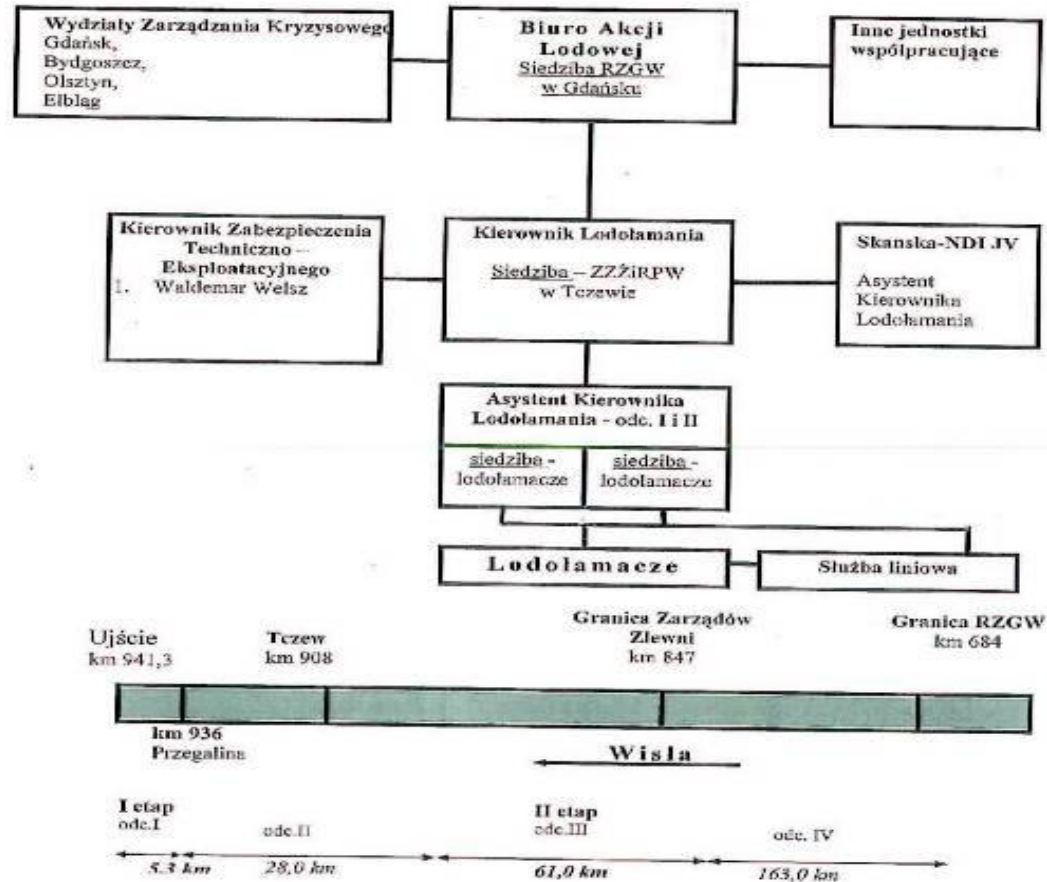 Wydziały Zarządzania Kryzysowego
Gdańsk,
Bydgoszcz,
Olsztyn,
Elbląg
Biuro Akcji
Lodowej
Siedziba RZGW
w Gdańsku
Inne jednostki
współpracujące
Kierownik Zabezpieczenia
Techniczno –
Eksploatacyjnego
1. Waldemar Welsz
Kierownik Lodołamania
Siedziba – ZZŻiRPW
w Tczewie
Skanska-NDI JV
Asystent
Kierownika
Lodołamania
Asystent Kierownika
Lodołamania - odc. I i II
siedziba -
lodołamacze
siedziba -
lodołamacze
Lodołamacze
Służba liniowa
Ujście
km 941,3
Tczew
km 908
Granica Zarządów
Zlewni
km 847
Granica RZGW
km 684
km 936
Przegalina
Wisła
I etap
odc.I
odc.II
II etap
odc.III
odc. IV
5.3 km
28,0 km
61,0 km
163,0 km